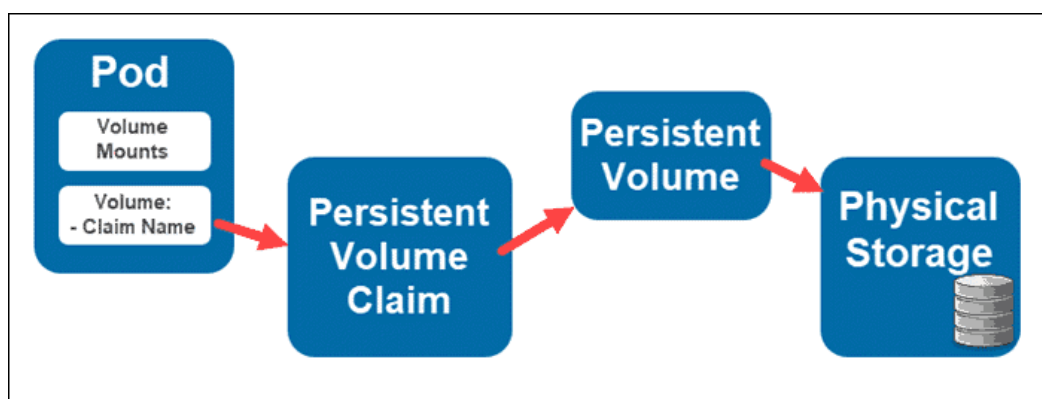 Pod
Volume
Mounts
Volume:
- Claim Name
Persistent
Volume
Claim
Persistent
Volume
Physical
Storage